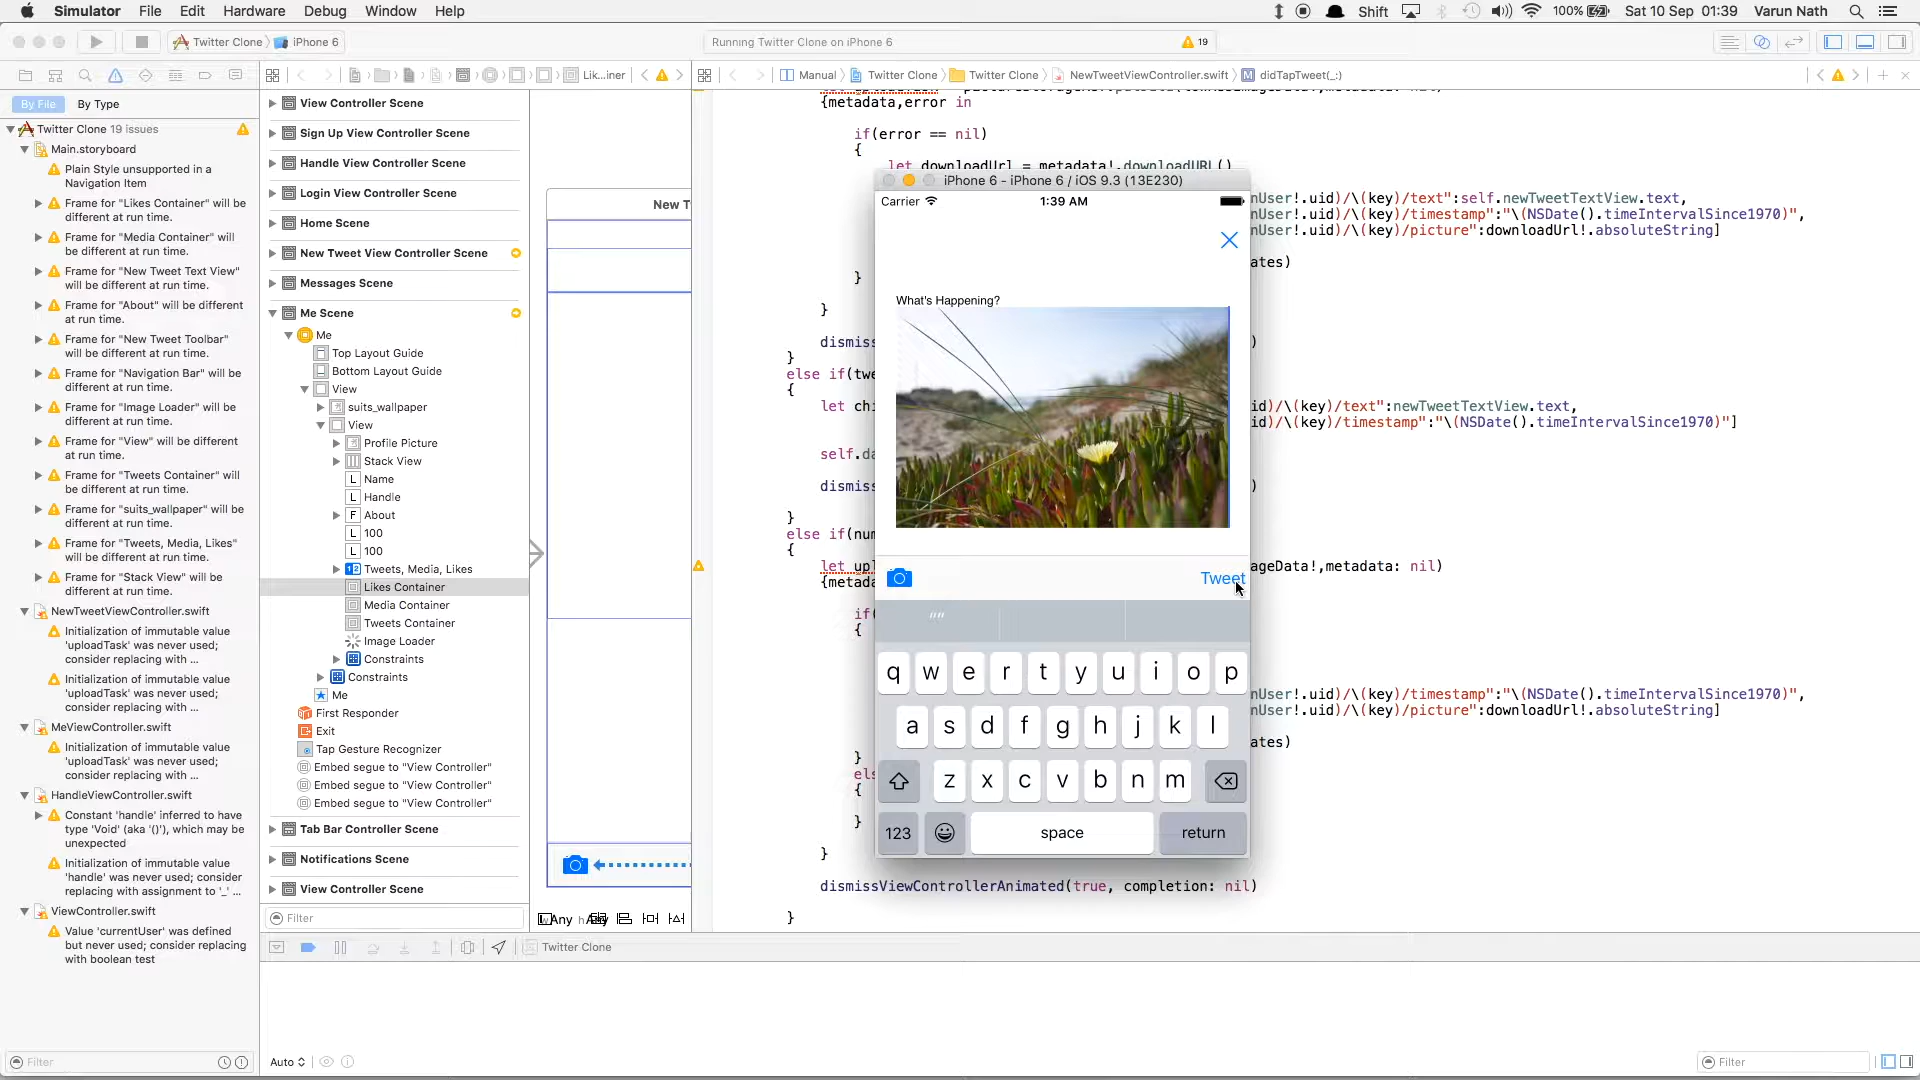 Simulator File Edit Hardware Debug Window Help
Shift 100% Sat 10 Sep 01:39 Varun Nath
Twitter Clone iPhone 6
Running Twitter Clone on iPhone 6
19
Lik...iner
Manual Twitter Clone Twitter Clone NewTweetViewController.swift didTapTweet(_:)
By File By Type
Twitter Clone 19 issues
Main.storyboard
Plain Style unsupported in a
Navigation Item
Frame for "Likes Container" will
be different at run time.
Frame for "Media Container" will
be different at run time.
Frame for "New Tweet Text View"
will be different at run time.
Frame for "About" will be different
at run time.
Frame for "New Tweet Toolbar"
will be different at run time.
Frame for "Navigation Bar" will be
different at run time.
Frame for "Image Loader" will be
different at run time.
Frame for "View" will be different
at run time.
Frame for "Tweets Container" will
be different at run time.
Frame for "suits_wallpaper" will be
different at run time.
Frame for "Tweets, Media, Likes"
will be different at run time.
Frame for "Stack View" will be
different at run time.
NewTweetViewController.swift
Initialization of immutable value
'uploadTask' was never used;
consider replacing with ...
Initialization of immutable value
'uploadTask' was never used;
consider replacing with ...
MeViewController.swift
Initialization of immutable value
'uploadTask' was never used;
consider replacing with ...
HandleViewController.swift
Constant 'handle' inferred to have
type 'Void' (aka '()'), which may be
unexpected
Initialization of immutable value
'handle' was never used; consider
replacing with assignment to '_' ...
ViewController.swift
Value 'currentUser' was defined
but never used; consider replacing
with boolean test
Filter
View Controller Scene
Sign Up View Controller Scene
Handle View Controller Scene
Login View Controller Scene
Home Scene
New Tweet View Controller Scene
Messages Scene
Me Scene
Me
Top Layout Guide
Bottom Layout Guide
View
suits_wallpaper
View
Profile Picture
Stack View
L Name
L Handle
F About
L 100
L 100
Tweets, Media, Likes
Likes Container
Media Container
Tweets Container
Image Loader
Constraints
Constraints
Me
First Responder
Exit
Tap Gesture Recognizer
Embed segue to "View Controller"
Embed segue to "View Controller"
Embed segue to "View Controller"
Tab Bar Controller Scene
Notifications Scene
View Controller Scene
Filter
New T
Any
Twitter Clone
Auto
Filter
{metadata,error in
if(error == nil)
{
let downloadUrl = metadata!.downloadURL()
nUser!.uid)/\(key)/text":self.newTweetTextView.text,
nUser!.uid)/\(key)/timestamp":"\(NSDate().timeIntervalSince1970)",
nUser!.uid)/\(key)/picture":downloadUrl!.absoluteString]
ates)
}
}
dismiss )
}
else if(twe
{
let chi id)/\(key)/text":newTweetTextView.text,
id)/\(key)/timestamp":"\(NSDate().timeIntervalSince1970)"]
self.da
dismiss )
}
else if(num
{
let upl ageData!,metadata: nil)
{metada
if(
{
nUser!.uid)/\(key)/timestamp":"\(NSDate().timeIntervalSince1970)",
nUser!.uid)/\(key)/picture":downloadUrl!.absoluteString]
ates)
}
els
{
}
}
dismissViewControllerAnimated(true, completion: nil)
}
iPhone 6 - iPhone 6 / iOS 9.3 (13E230)
Carrier 1:39 AM
What's Happening?
Tweet
q w e r t y u i o p
a s d f g h j k l
z x c v b n m
123 space return